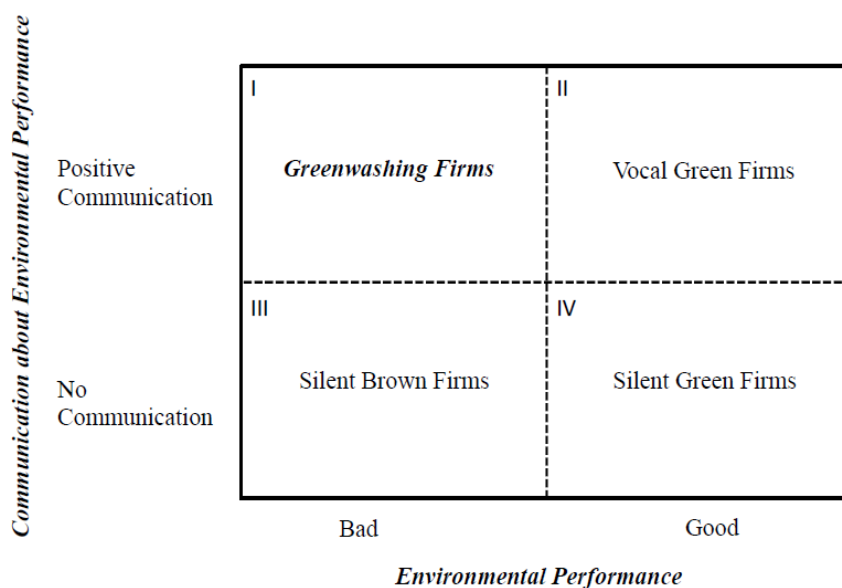 Communication about Environmental Performance
I
II
Positive
Communication
Greenwashing Firms
Vocal Green Firms
III
IV
No
Communication
Silent Brown Firms
Silent Green Firms
Bad
Good
Environmental Performance